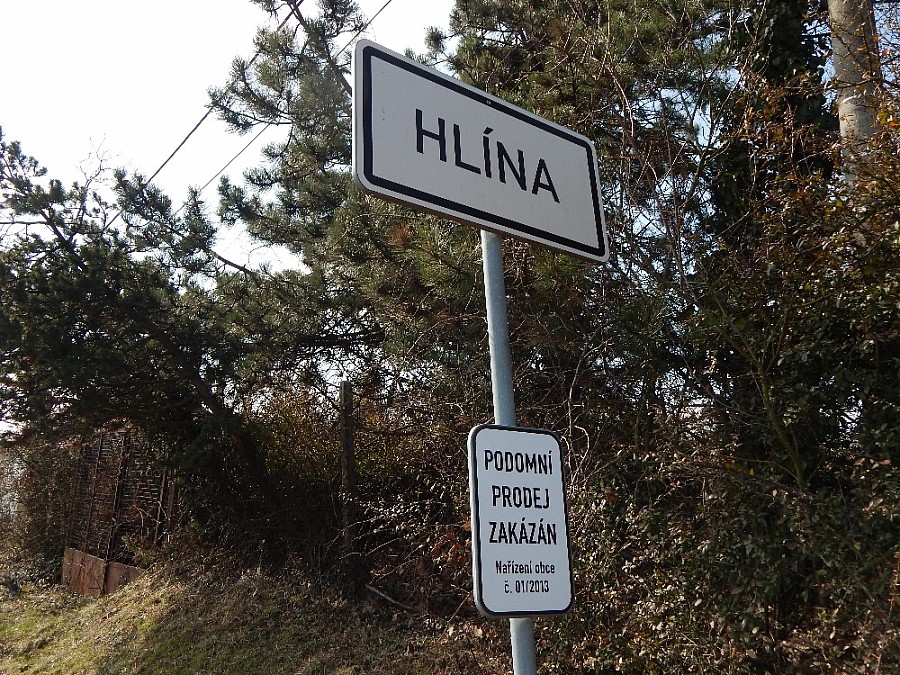 HLÍNA
PODOMNÍ
PRODEJ
ZAKÁZÁN
Nařízení obce
č. 01/2013